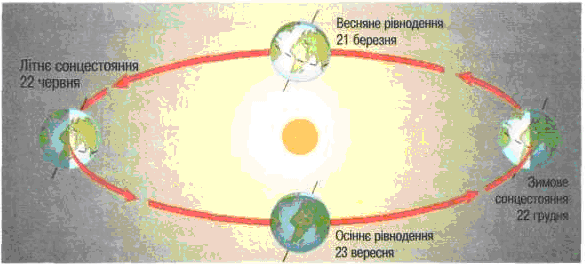 Весняне рівнодення
21 березня
Літнє сонцестояння
22 червня
Зимове
сонцестояння
22 грудня
Осіннє рівнодення
23 вересня